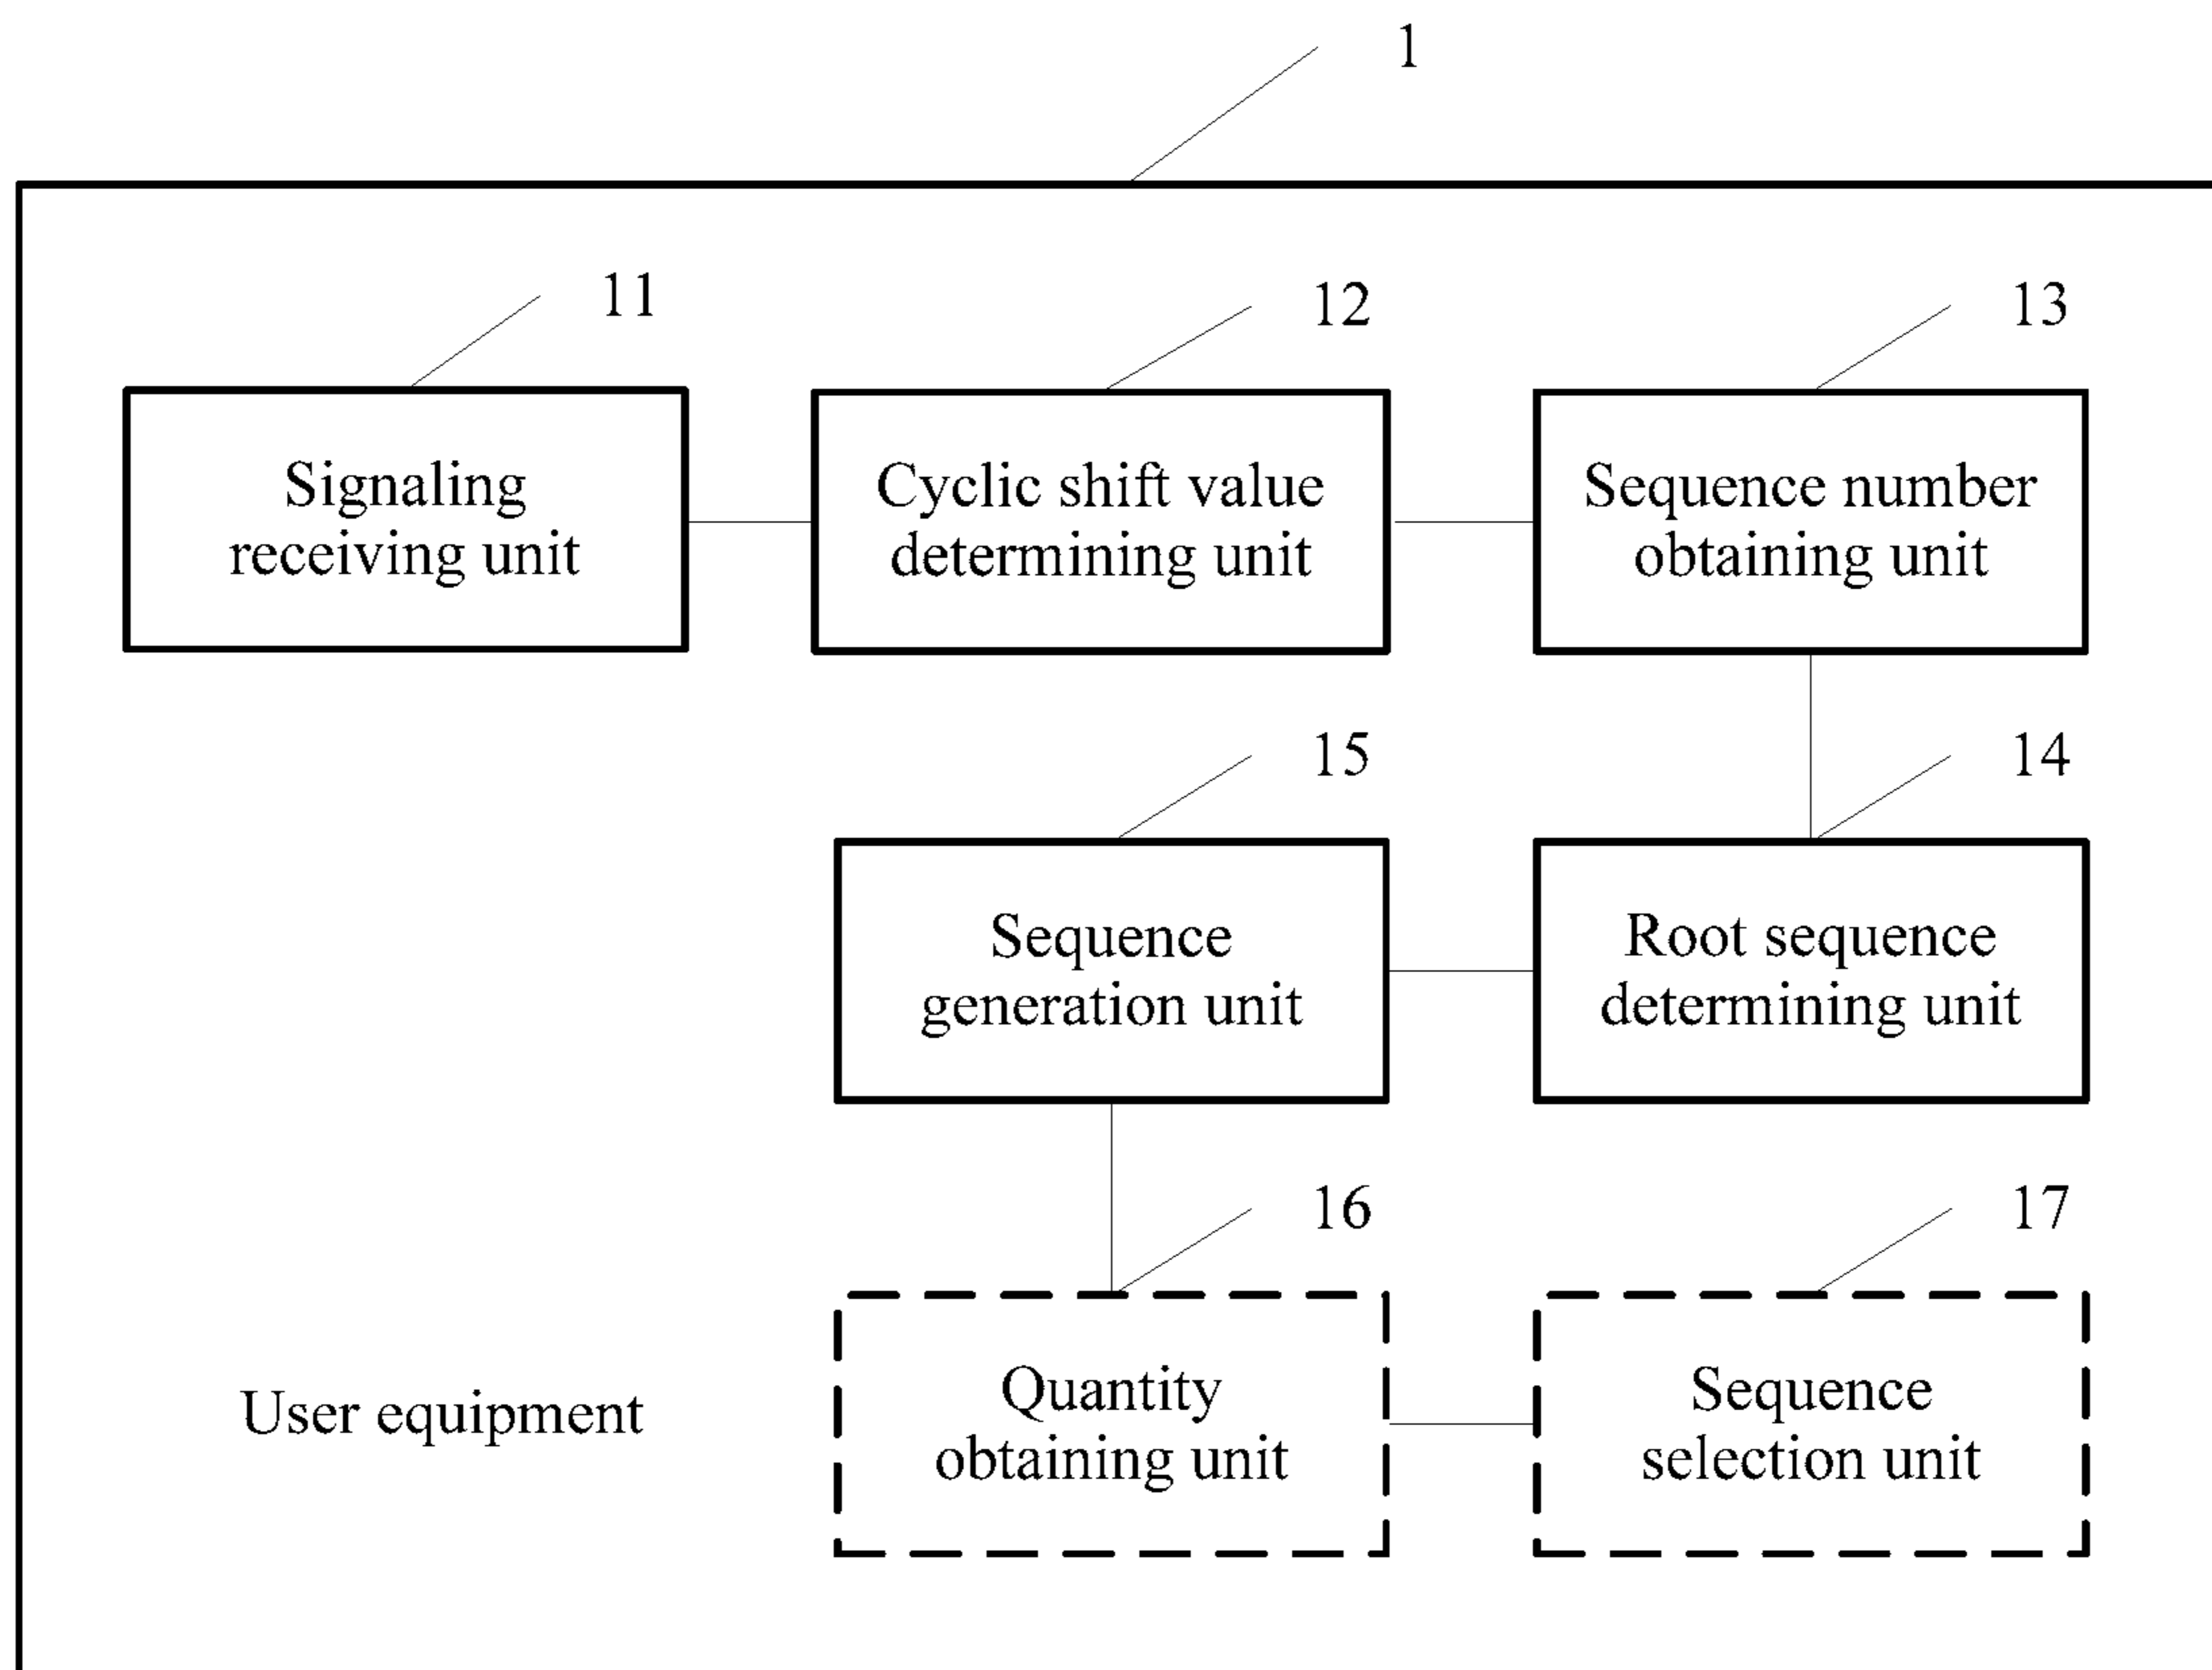 1
11
12
13
Signaling
receiving unit
Cyclic shift value
determining unit
Sequence number
obtaining unit
15
14
Sequence
generation unit
Root sequence
determining unit
16
17
User equipment
Quantity
obtaining unit
Sequence
selection unit